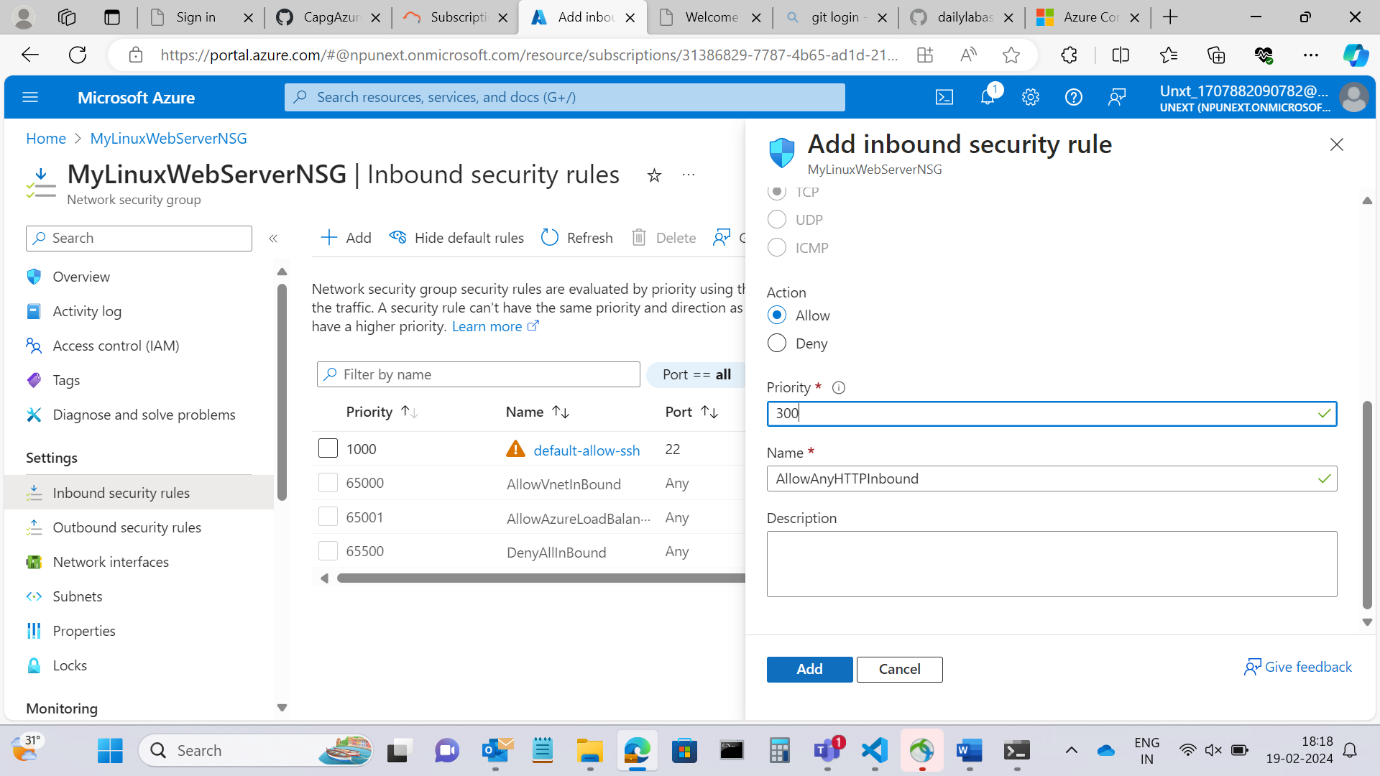 Sign in
CapgAzur
Subscripti
Add inbou
Welcome
git login -
dailylabas
Azure Cor
https://portal.azure.com/#@npunext.onmicrosoft.com/resource/subscriptions/31386829-7787-4b65-ad1d-21...
Microsoft Azure
Search resources, services, and docs (G+/)
1
Unxt_1707882090782@...
UNEXT (NPUNEXT.ONMICROSOF...
Home > MyLinuxWebServerNSG
MyLinuxWebServerNSG | Inbound security rules
Network security group
Search
Overview
Activity log
Access control (IAM)
Tags
Diagnose and solve problems
Settings
Inbound security rules
Outbound security rules
Network interfaces
Subnets
Properties
Locks
Monitoring
Add
Hide default rules
Refresh
Delete
Network security group security rules are evaluated by priority using th
the traffic. A security rule can't have the same priority and direction as
have a higher priority. Learn more
Filter by name
Port == all
Priority Name Port
1000 default-allow-ssh 22
65000 AllowVnetInBound Any
65001 AllowAzureLoadBalan... Any
65500 DenyAllInBound Any
Add inbound security rule
MyLinuxWebServerNSG
TCP
UDP
ICMP
Action
Allow
Deny
Priority *
300
Name *
AllowAnyHTTPInbound
Description
Add
Cancel
Give feedback
31°
Search
1
ENG
IN
18:18
19-02-2024